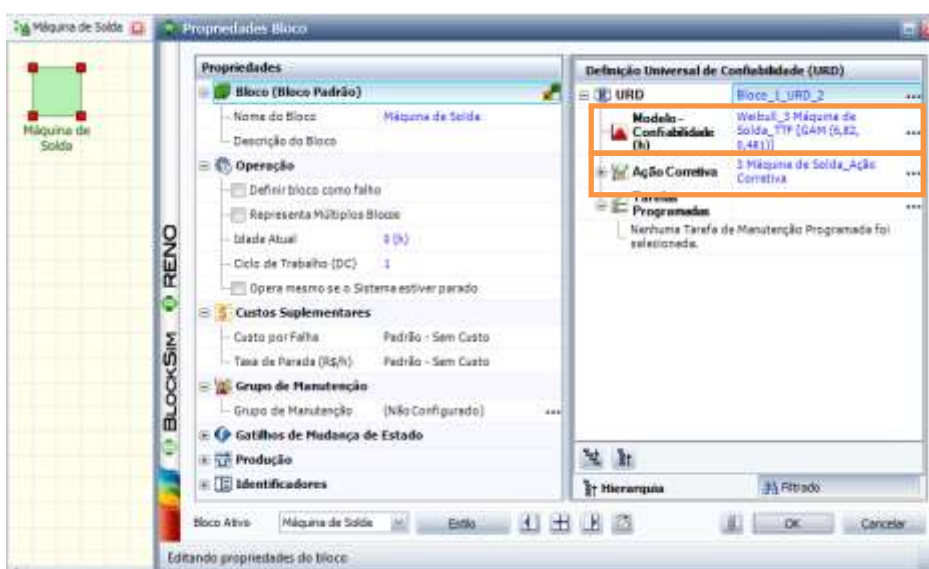 Máquina de Solda
Máquina de
Solda
Propriedades Bloco
BLOCKSIM
RENO
Propriedades
Bloco (Bloco Padrão)
Nome do Bloco Máquina de Solda
Descrição do Bloco
Operação
Definir bloco como falho
Representa Múltiplos Blocos
Idade Atual 0 (h)
Ciclo de Trabalho (DC) 1
Opera mesmo se o Sistema estiver parado
Custos Suplementares
Custo por Falha Padrão - Sem Custo
Taxa de Parada (R$/h) Padrão - Sem Custo
Grupo de Manutenção
Grupo de Manutenção (Não Configurado) ...
Gatilhos de Mudança de Estado
Produção
Identificadores
Definição Universal de Confiabilidade (URD)
URD Bloco_1_URD_2 ...
Modelo - Weibull_3 Máquina de
Confiabilidade Solda_TTF [GAM (6,82, ...
(h) 0,481)]
Ação Corretiva 3 Máquina de Solda_Ação ...
Corretiva
Tarefas
Programadas ...
Nenhuma Tarefa de Manutenção Programada foi
selecionada.
Hierarquia Filtrado
Bloco Ativo Máquina de Solda Estilo OK Cancelar
Editando propriedades do bloco